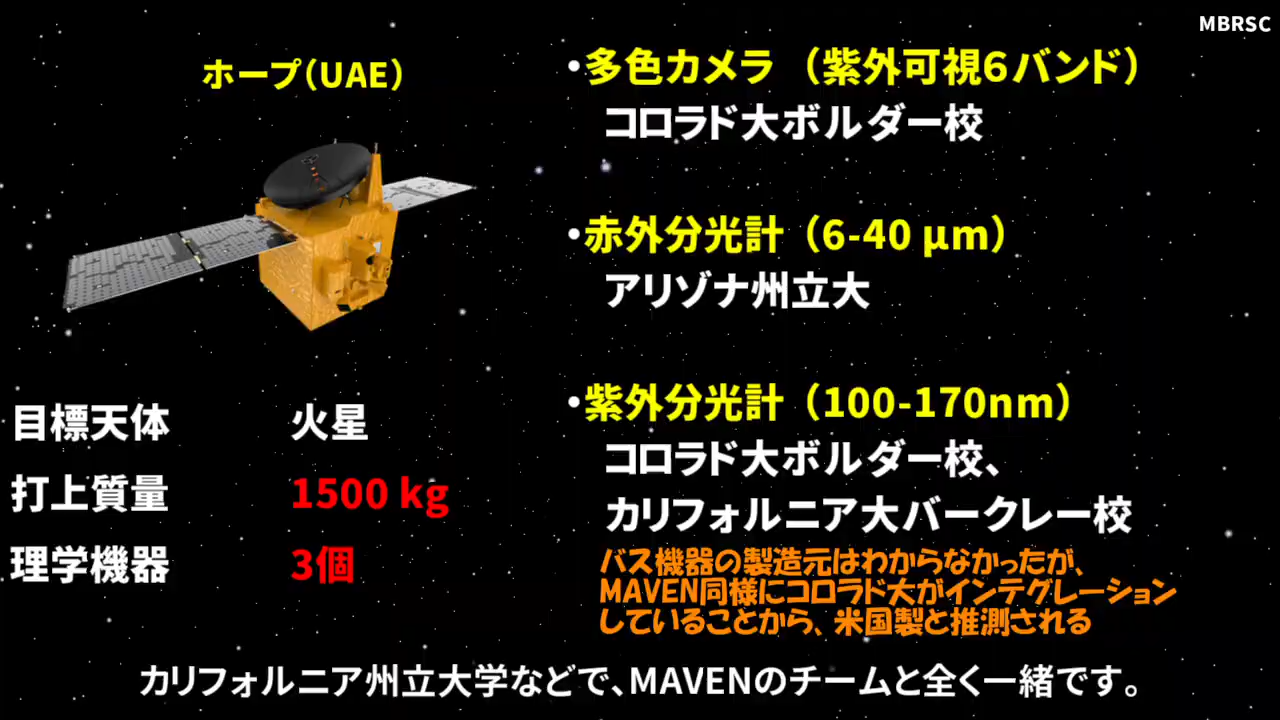 MBRSC
ホープ（UAE）
・多色カメラ （紫外可視６バンド）
コロラド大ボルダー校
・赤外分光計（6-40 μm）
アリゾナ州立大
・紫外分光計（100-170nm）
コロラド大ボルダー校、
カリフォルニア大バークレー校
バス機器の製造元はわからなかったが、
MAVEN同様にコロラド大がインテグレーション
していることから、米国製と推測される
目標天体 火星
打上質量 1500 kg
理学機器 3個
カリフォルニア州立大学などで、MAVENのチームと全く一緒です。